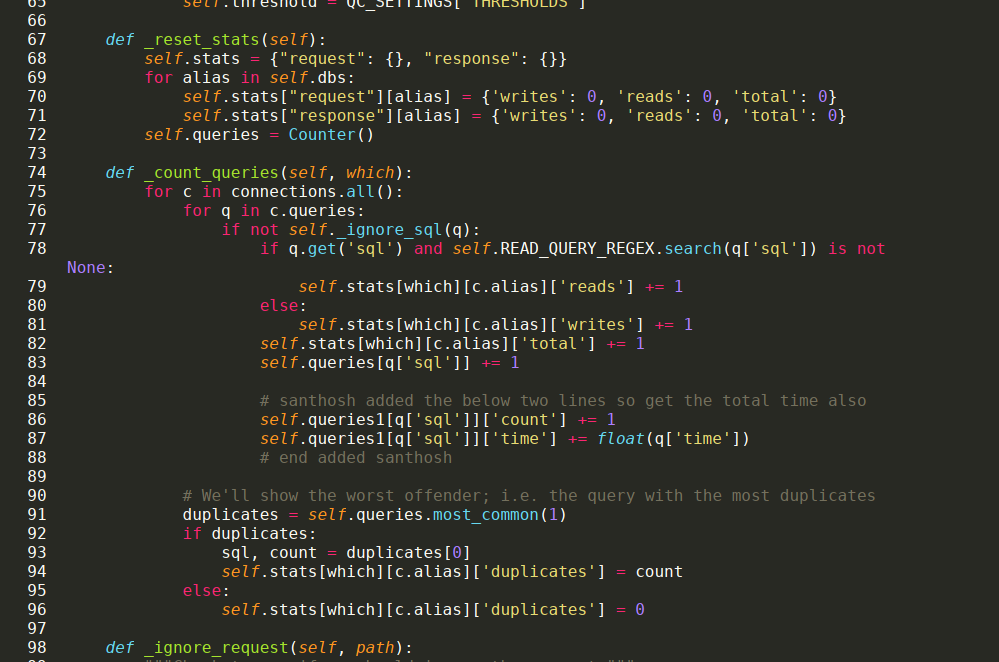 65 self.threshold = QC_SETTINGS['THRESHOLDS']
66
67 def _reset_stats(self):
68 self.stats = {"request": {}, "response": {}}
69 for alias in self.dbs:
70 self.stats["request"][alias] = {'writes': 0, 'reads': 0, 'total': 0}
71 self.stats["response"][alias] = {'writes': 0, 'reads': 0, 'total': 0}
72 self.queries = Counter()
73
74 def _count_queries(self, which):
75 for c in connections.all():
76 for q in c.queries:
77 if not self._ignore_sql(q):
78 if q.get('sql') and self.READ_QUERY_REGEX.search(q['sql']) is not
None:
79 self.stats[which][c.alias]['reads'] += 1
80 else:
81 self.stats[which][c.alias]['writes'] += 1
82 self.stats[which][c.alias]['total'] += 1
83 self.queries[q['sql']] += 1
84
85 # santhosh added the below two lines so get the total time also
86 self.queries1[q['sql']]['count'] += 1
87 self.queries1[q['sql']]['time'] += float(q['time'])
88 # end added santhosh
89
90 # We'll show the worst offender; i.e. the query with the most duplicates
91 duplicates = self.queries.most_common(1)
92 if duplicates:
93 sql, count = duplicates[0]
94 self.stats[which][c.alias]['duplicates'] = count
95 else:
96 self.stats[which][c.alias]['duplicates'] = 0
97
98 def _ignore_request(self, path):